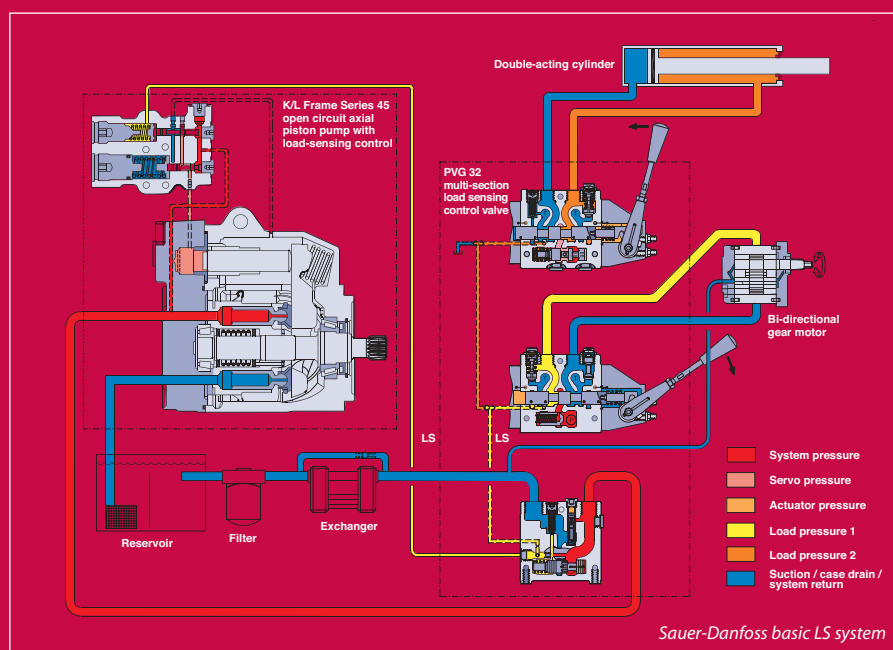 Double-acting cylinder
K/L Frame Series 45
open circuit axial
piston pump with
load-sensing control
PVG 32
multi-section
load sensing
control valve
Bi-directional
gear motor
LS
LS
Reservoir
Filter
Exchanger
System pressure
Servo pressure
Actuator pressure
Load pressure 1
Load pressure 2
Suction / case drain /
system return
Sauer-Danfoss basic LS system